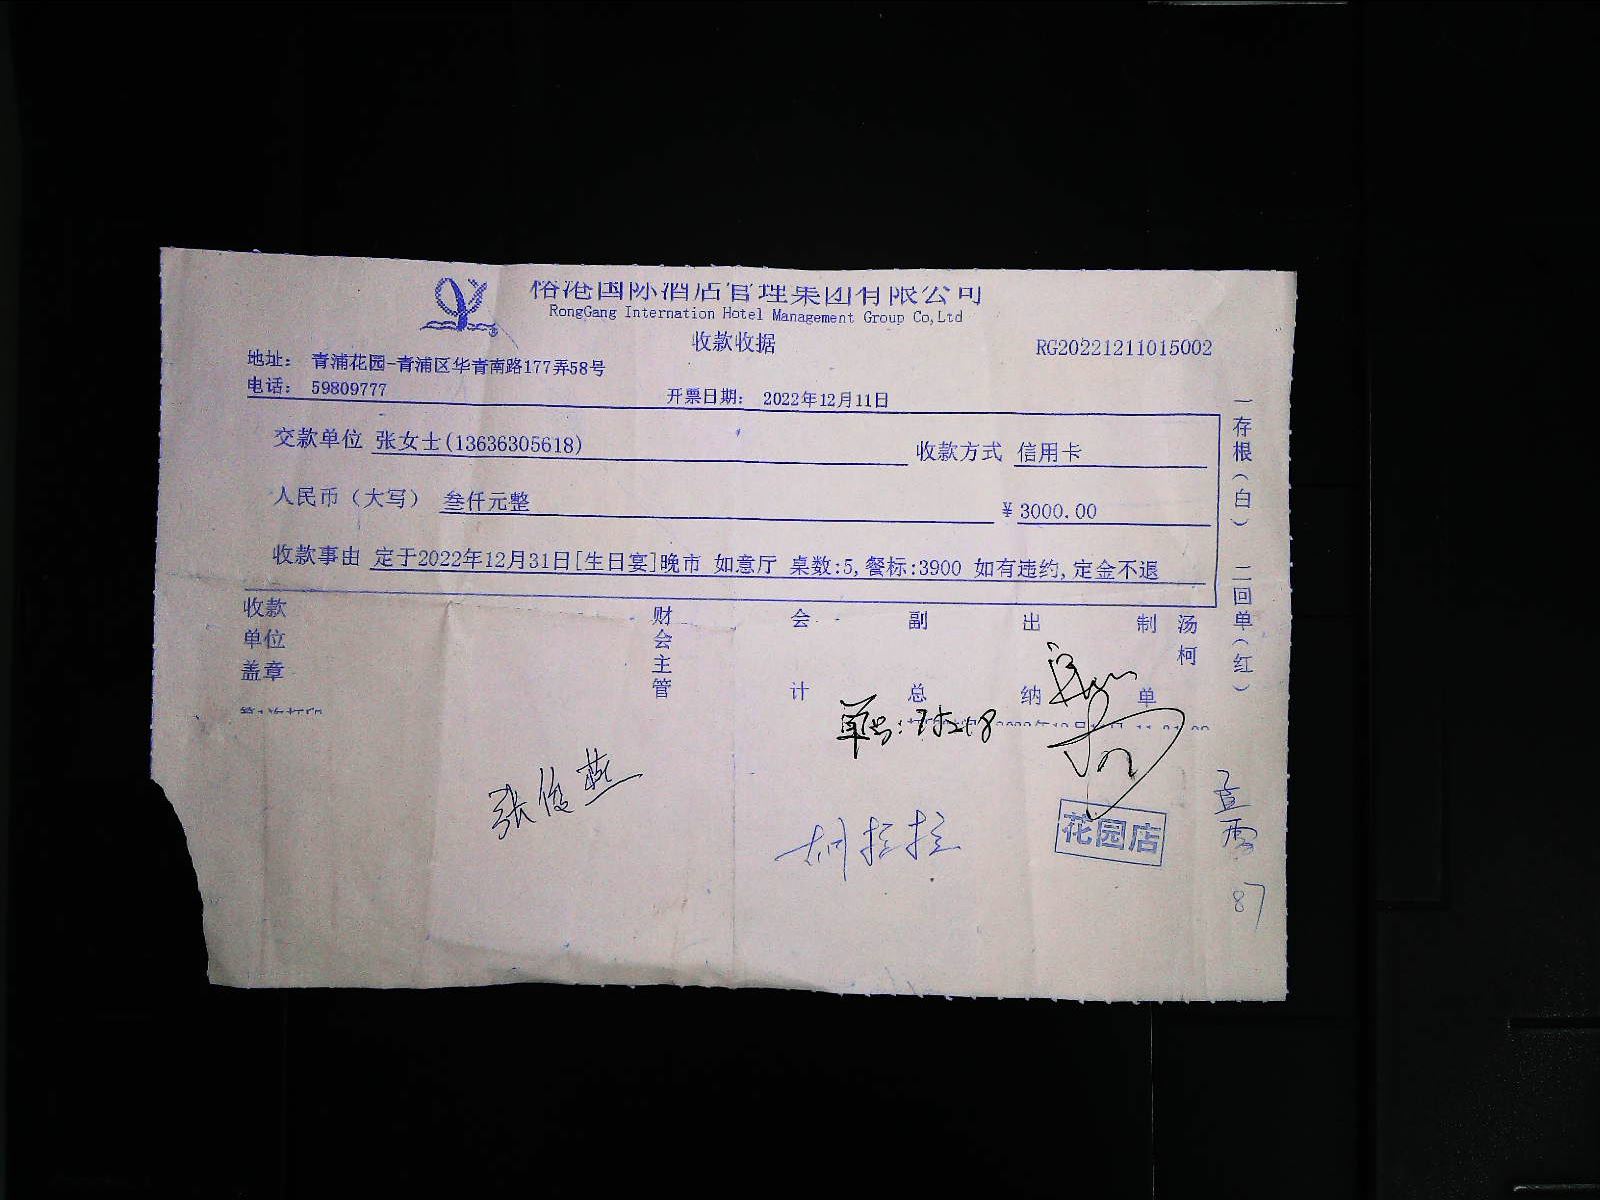 国际酒店管理集团有限公司
RongGang Internation Hotel Management Group Co,Ltd
收款收据
RG20221211015002
地址： 青浦花园-青浦区华青南路177弄58号
电话： 59809777
开票日期： 2022年12月11日
交款单位 张女士(13636305618)
收款方式 信用卡
人民币（大写） 叁仟元整
¥ 3000.00
收款事由 定于2022年12月31日[生日宴]晚市 如意厅 桌数:5,餐标:3900 如有违约,定金不退
一存根（白） 二回单（红）
收款单位盖章
财会主管
会计
副总
出纳
制单
汤柯
张俊燕
胡拉拉
花园店
87